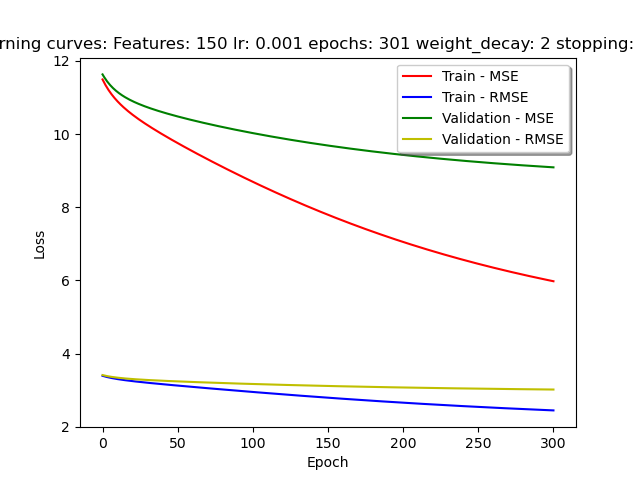 rning curves: Features: 150 lr: 0.001 epochs: 301 weight_decay: 2 stopping:
Train - MSE
Train - RMSE
Validation - MSE
Validation - RMSE
Loss
12
10
8
6
4
2
0 50 100 150 200 250 300
Epoch